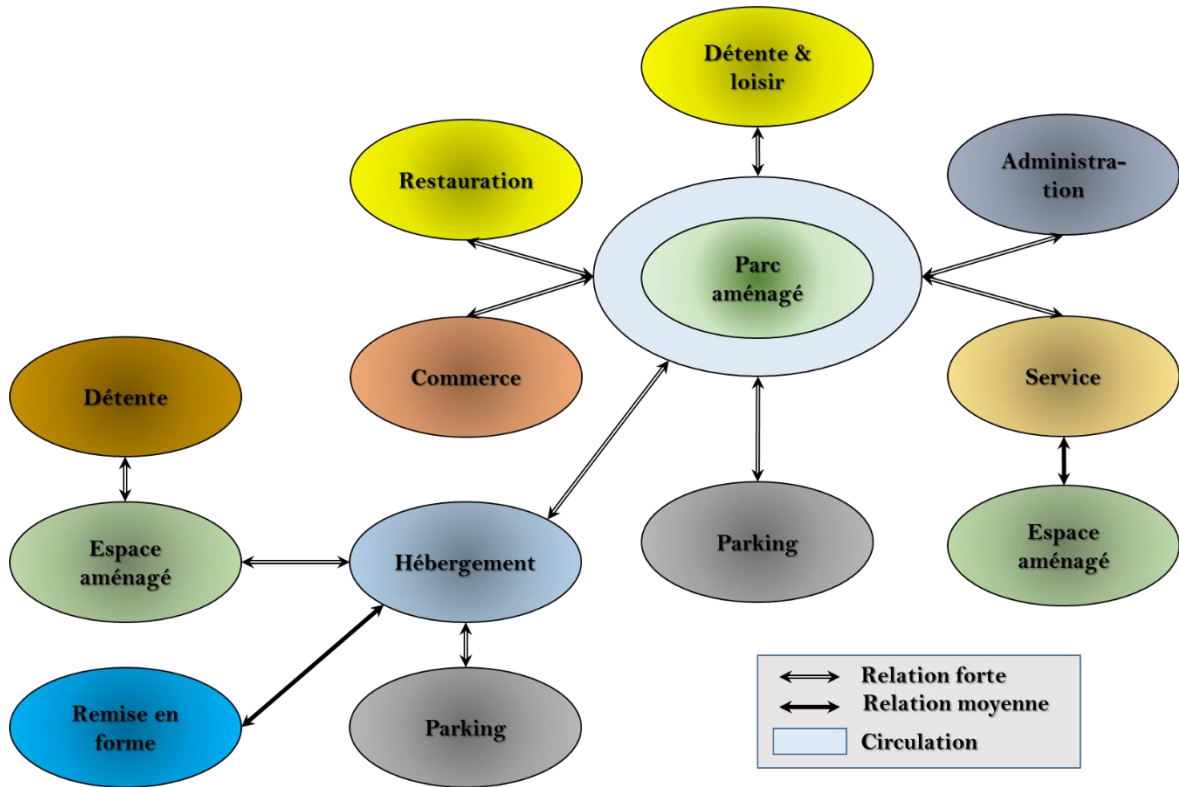 Détente &
loisir
Restauration
Administra-
tion
Parc
aménagé
Commerce
Service
Détente
Espace
aménagé
Hébergement
Parking
Espace
aménagé
Remise en
forme
Parking
Relation forte
Relation moyenne
Circulation